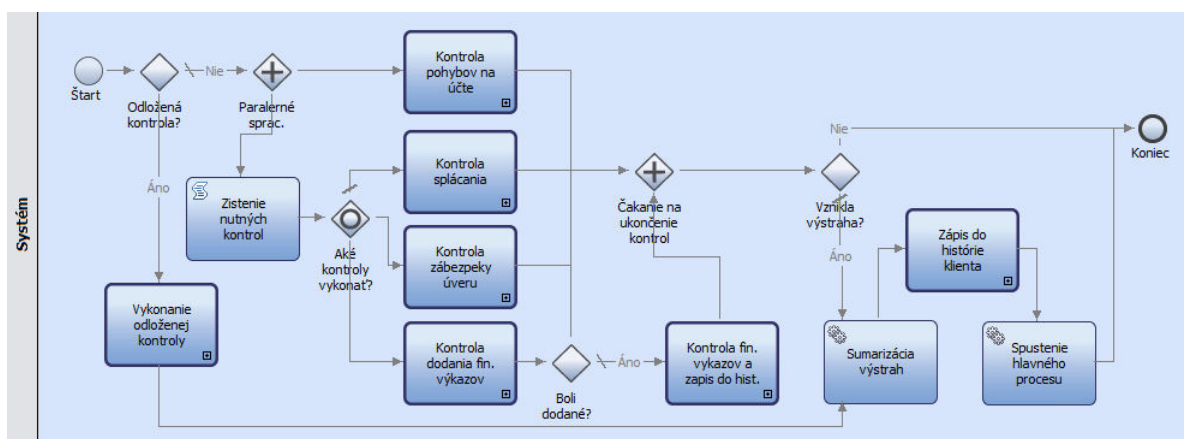 Systém
Štart
Odložená
kontrola?
Nie
Paralerné
sprac.
Kontrola
pohybov na
účte
Áno
Zistenie
nutných
kontrol
Aké
kontroly
vykonať?
Kontrola
splácania
Kontrola
zábezpeky
úveru
Kontrola
dodania fin.
výkazov
Vykonanie
odloženej
kontroly
Boli
dodané?
Áno
Kontrola fin.
vykazov a
zapis do hist.
Čakanie na
ukončenie
kontrol
Nie
Vznikla
výstraha?
Áno
Sumarizácia
výstrah
Zápis do
histórie
klienta
Spustenie
hlavného
procesu
Koniec